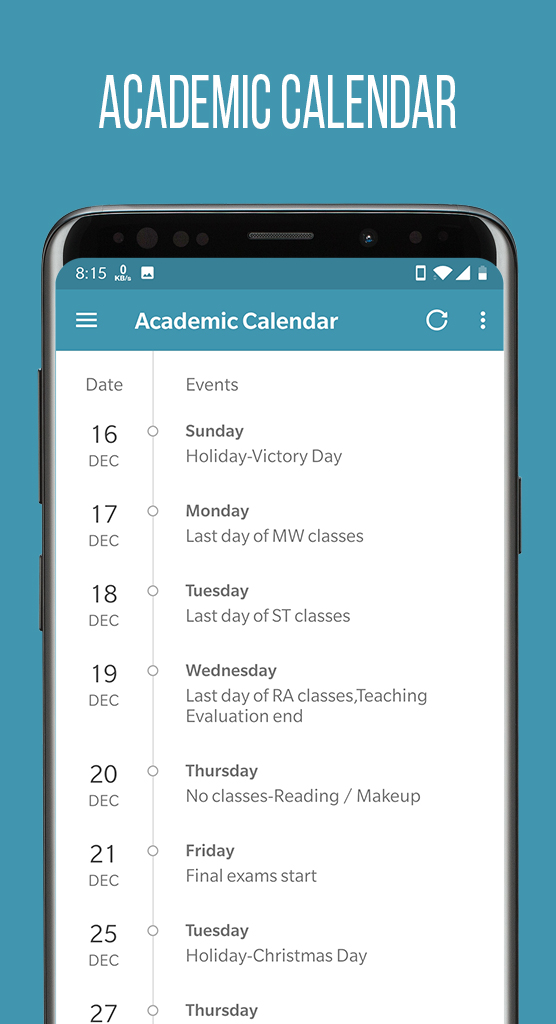 ACADEMIC CALENDAR
8:15 0 KB/s
Academic Calendar
Date Events
16 Sunday
DEC Holiday-Victory Day
17 Monday
DEC Last day of MW classes
18 Tuesday
DEC Last day of ST classes
19 Wednesday
DEC Last day of RA classes,Teaching
Evaluation end
20 Thursday
DEC No classes-Reading / Makeup
21 Friday
DEC Final exams start
25 Tuesday
DEC Holiday-Christmas Day
27 Thursday